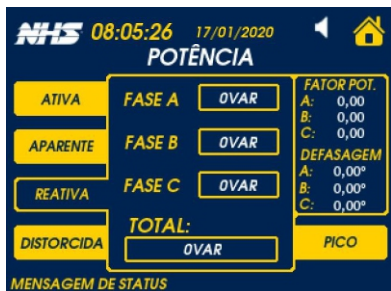 NHS 08:05:26 17/01/2020
POTÊNCIA
ATIVA
APARENTE
REATIVA
DISTORCIDA
FASE A 0VAR
FASE B 0VAR
FASE C 0VAR
TOTAL:
0VAR
FATOR POT.
A: 0,00
B: 0,00
C: 0,00
DEFASAGEM
A: 0,00°
B: 0,00°
C: 0,00°
PICO
MENSAGEM DE STATUS